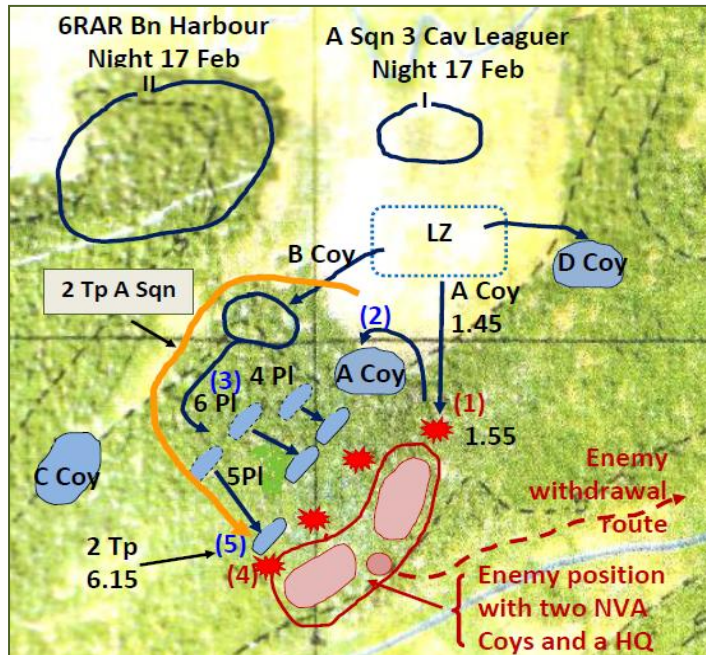 6RAR Bn Harbour
Night 17 Feb
II
A Sqn 3 Cav Leaguer
Night 17 Feb
I
LZ
B Coy
D Coy
2 Tp A Sqn
A Coy
1.45
(2)
A Coy
(3)
4 Pl
6 Pl
(1)
1.55
C Coy
5Pl
Enemy
withdrawal
route
2 Tp
6.15
(5)
(4)
Enemy position
with two NVA
Coys and a HQ